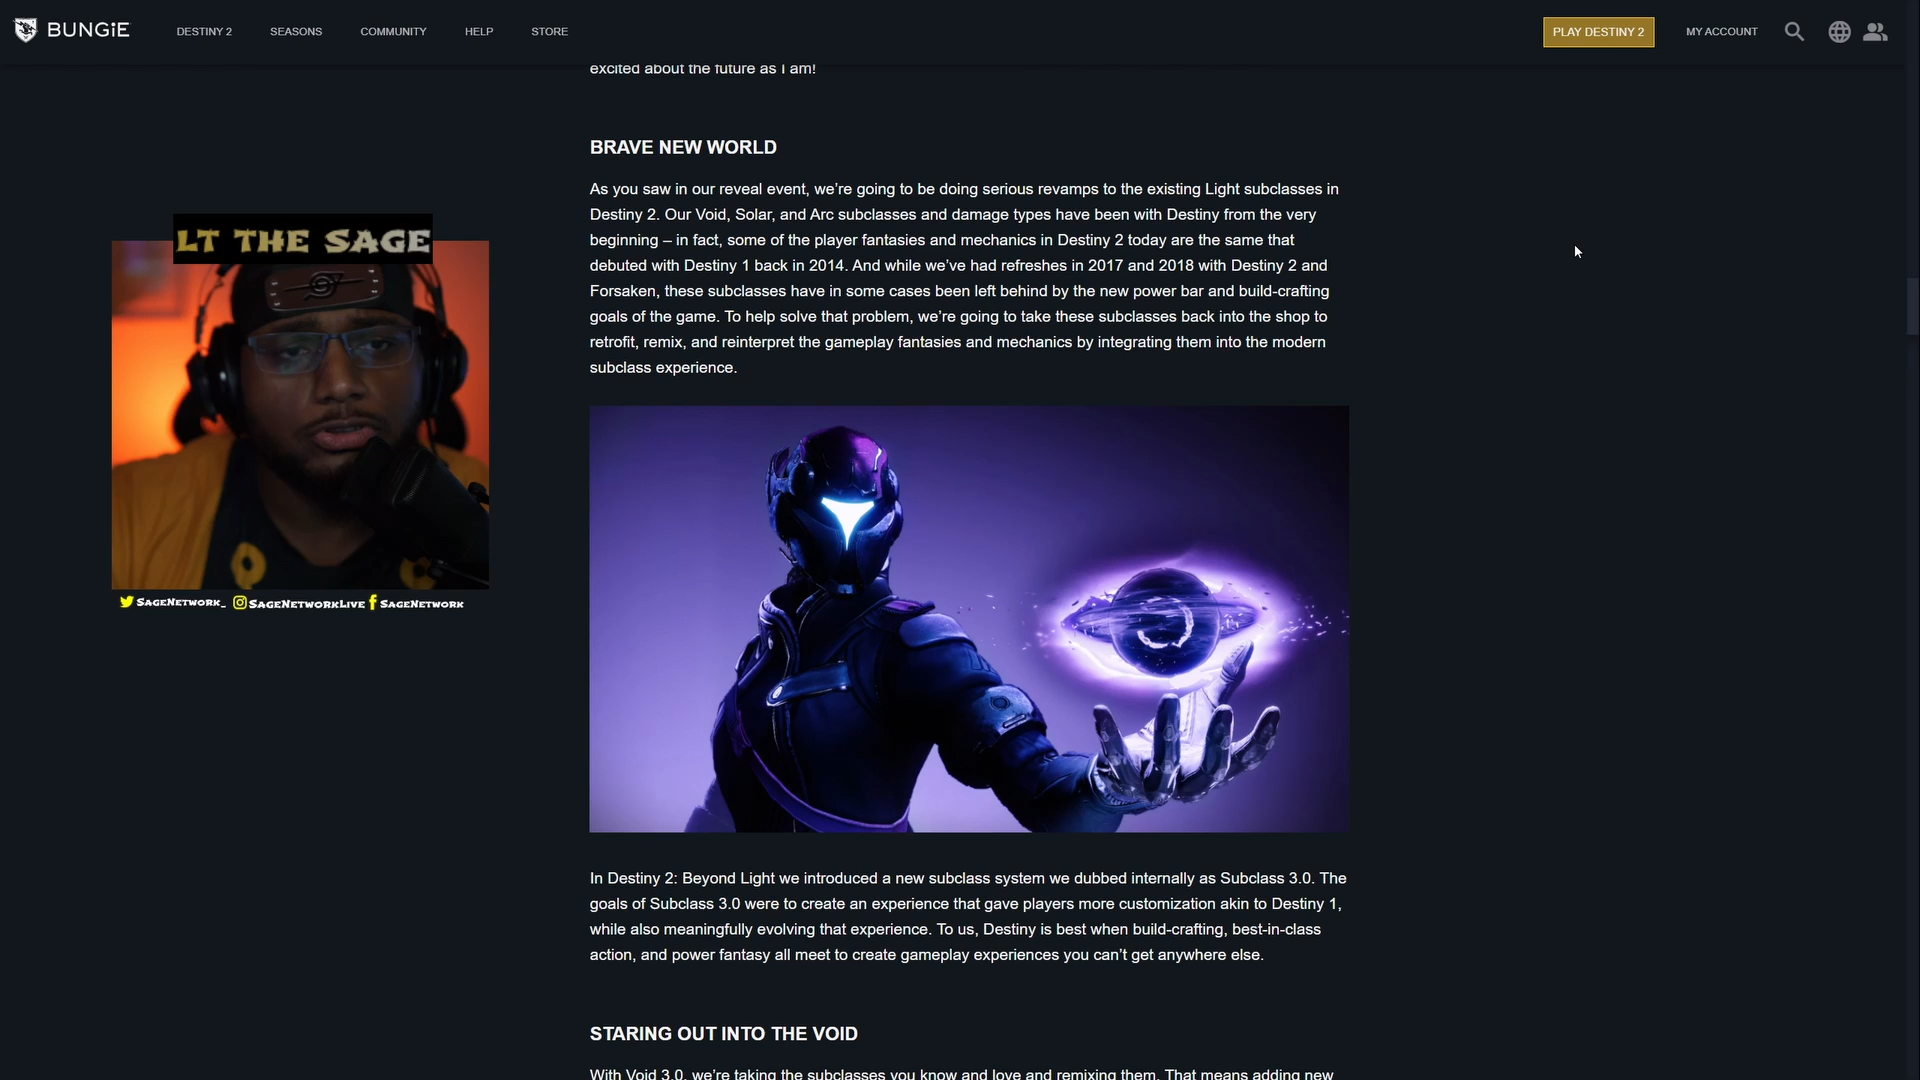 BUNGiE
DESTINY 2
SEASONS
COMMUNITY
HELP
STORE
PLAY DESTINY 2
MY ACCOUNT
excited about the future as I am!
BRAVE NEW WORLD
As you saw in our reveal event, we’re going to be doing serious revamps to the existing Light subclasses in
Destiny 2. Our Void, Solar, and Arc subclasses and damage types have been with Destiny from the very
beginning – in fact, some of the player fantasies and mechanics in Destiny 2 today are the same that
debuted with Destiny 1 back in 2014. And while we’ve had refreshes in 2017 and 2018 with Destiny 2 and
Forsaken, these subclasses have in some cases been left behind by the new power bar and build-crafting
goals of the game. To help solve that problem, we’re going to take these subclasses back into the shop to
retrofit, remix, and reinterpret the gameplay fantasies and mechanics by integrating them into the modern
subclass experience.
LT THE SAGE
SAGENETWORK_ SAGENETWORKLIVE SAGENETWORK
In Destiny 2: Beyond Light we introduced a new subclass system we dubbed internally as Subclass 3.0. The
goals of Subclass 3.0 were to create an experience that gave players more customization akin to Destiny 1,
while also meaningfully evolving that experience. To us, Destiny is best when build-crafting, best-in-class
action, and power fantasy all meet to create gameplay experiences you can’t get anywhere else.
STARING OUT INTO THE VOID
With Void 3.0, we’re taking the subclasses you know and love and remixing them. That means adding new